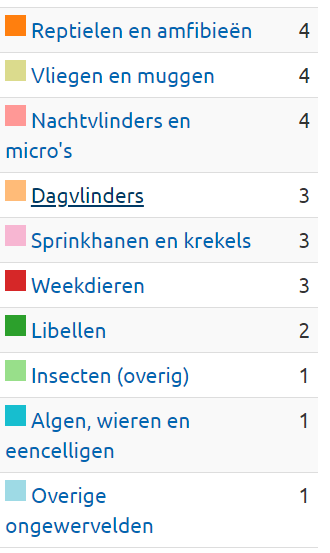 Reptielen en amfibieën 4
Vliegen en muggen 4
Nachtvlinders en 4
micro's
Dagvlinders 3
Sprinkhanen en krekels 3
Weekdieren 3
Libellen 2
Insecten (overig) 1
Algen, wieren en 1
eencelligen
Overige 1
ongewervelden